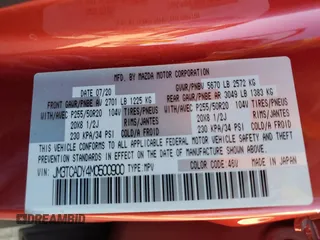 MFD. BY MAZDA MOTOR CORPORATION
DATE 07/20 GVWR/PNBV 5670 LB 2572 KG
FRONT GAWR/PNBE AV 2701 LB 1225 KG REAR GAWR/PNBE AR 3049 LB 1383 KG
WITH/AVEC P255/50R20 104V TIRES/PNEUS WITH/AVEC P255/50R20 104V TIRES/PNEUS
20X8 1/2J RIMS/JANTES 20X8 1/2J RIMS/JANTES
230 KPA/34 PSI COLD/À FROID 230 KPA/34 PSI COLD/À FROID
THIS VEHICLE CONFORMS TO ALL APPLICABLE U.S. FEDERAL MOTOR VEHICLE
SAFETY STANDARDS IN EFFECT ON THE DATE OF MANUFACTURE SHOWN ABOVE.
JM3TCADY4M0500900 TYPE:MPV COLOR CODE 46V MADE IN JAPAN
BIDFAX